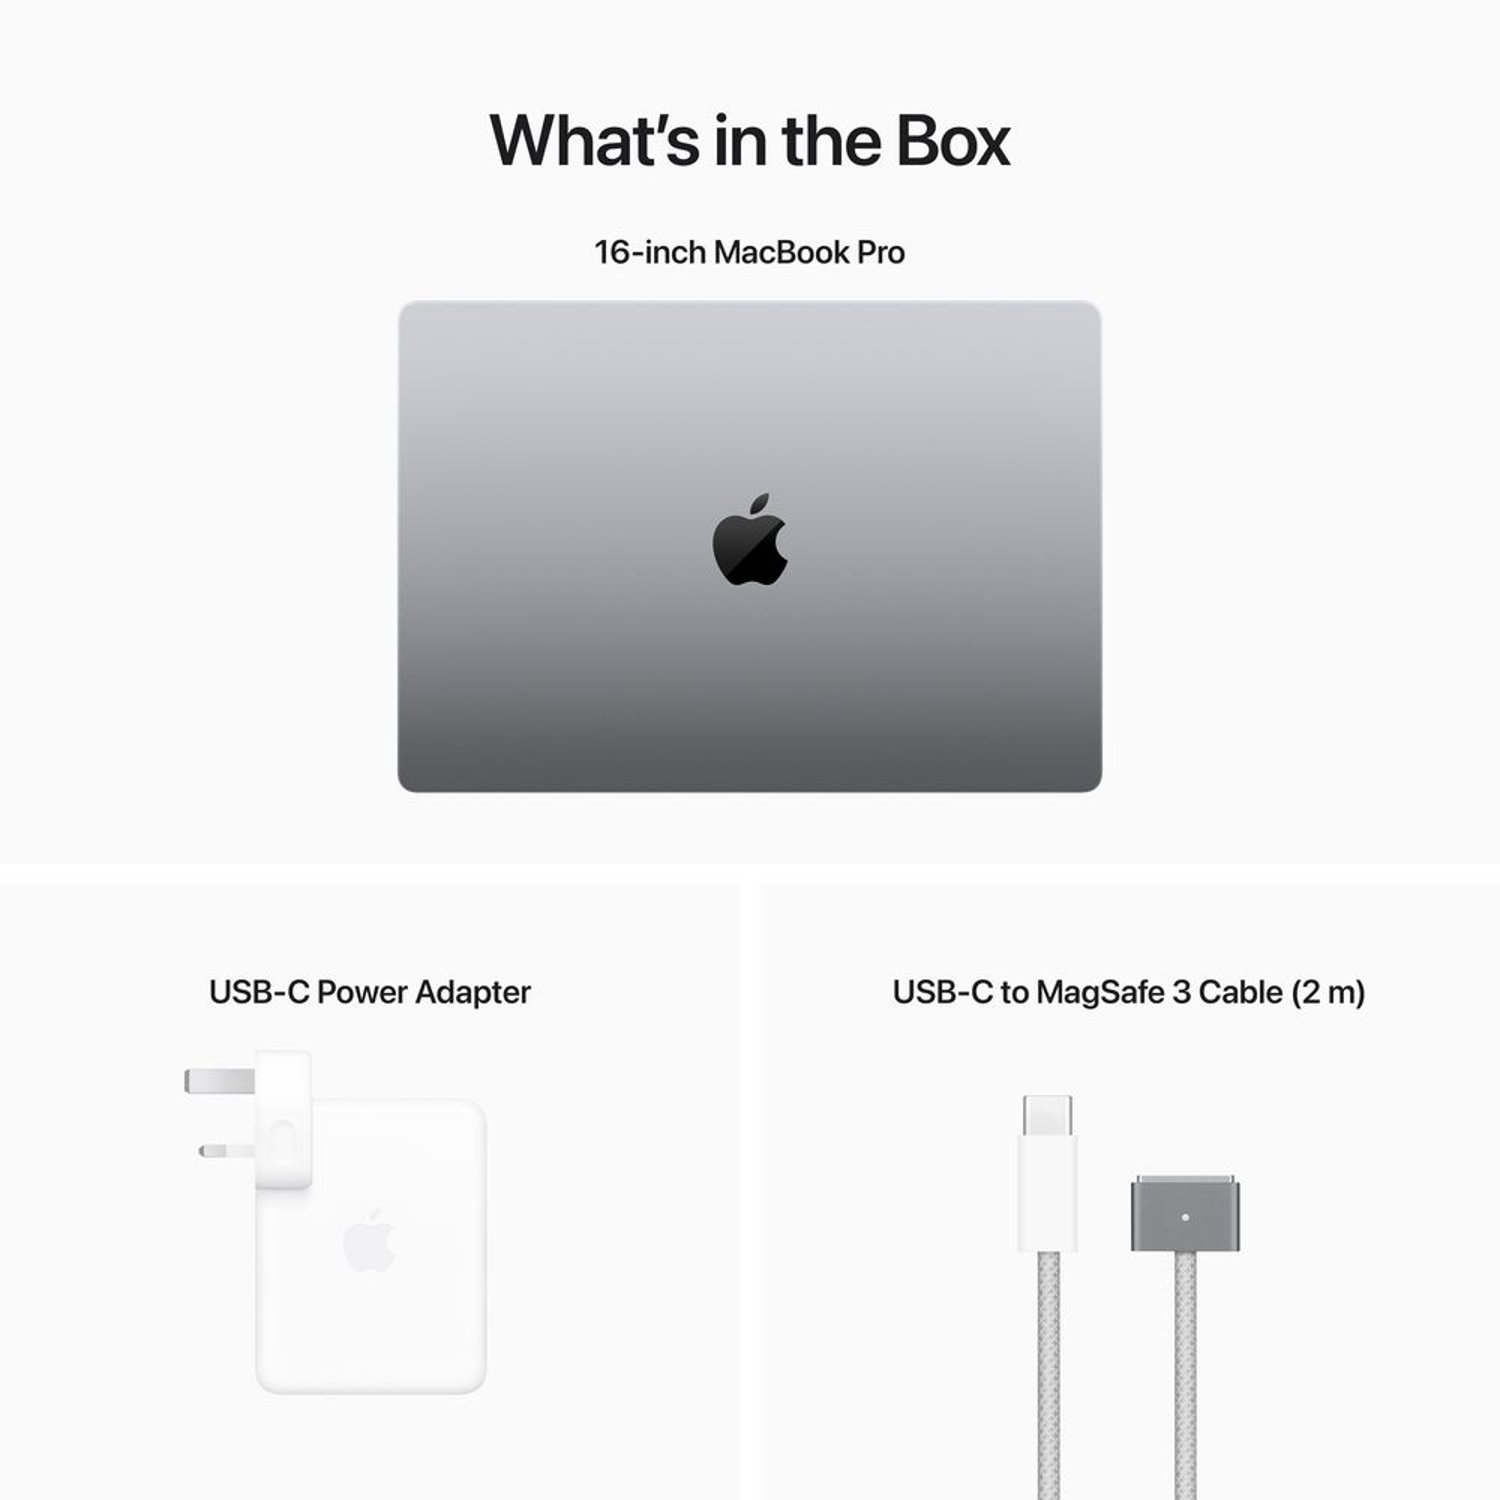 What’s in the Box
16-inch MacBook Pro
USB-C Power Adapter
USB-C to MagSafe 3 Cable (2 m)